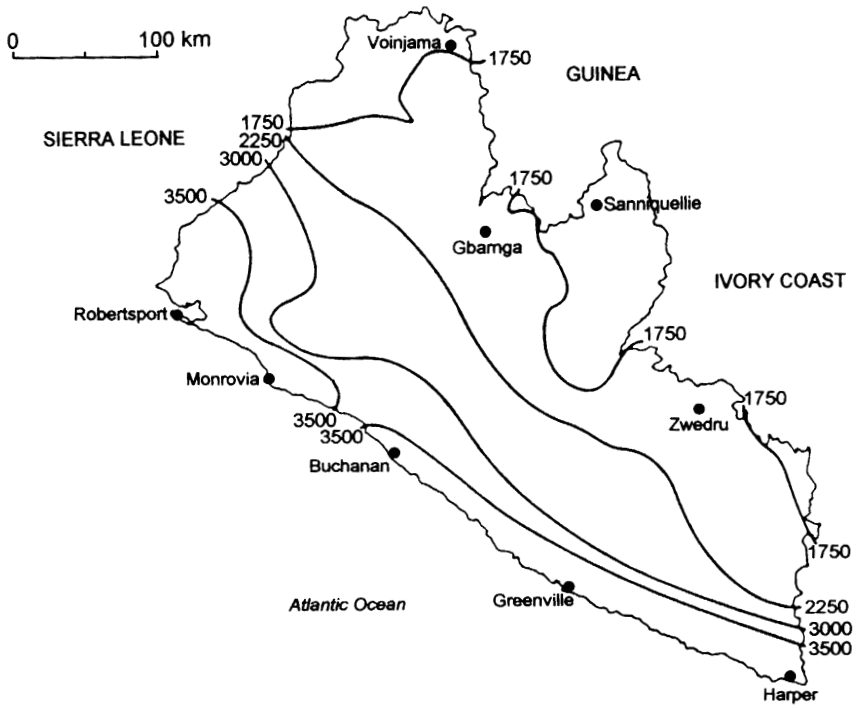 0 100 km
Voinjama
1750
GUINEA
1750
SIERRA LEONE
2250
3000
3500
1750
Sanniquellie
Gbarnga
IVORY COAST
Robertsport
1750
Monrovia
1750
3500
Zwedru
3500
Buchanan
1750
Atlantic Ocean
Greenville
2250
3000
3500
Harper